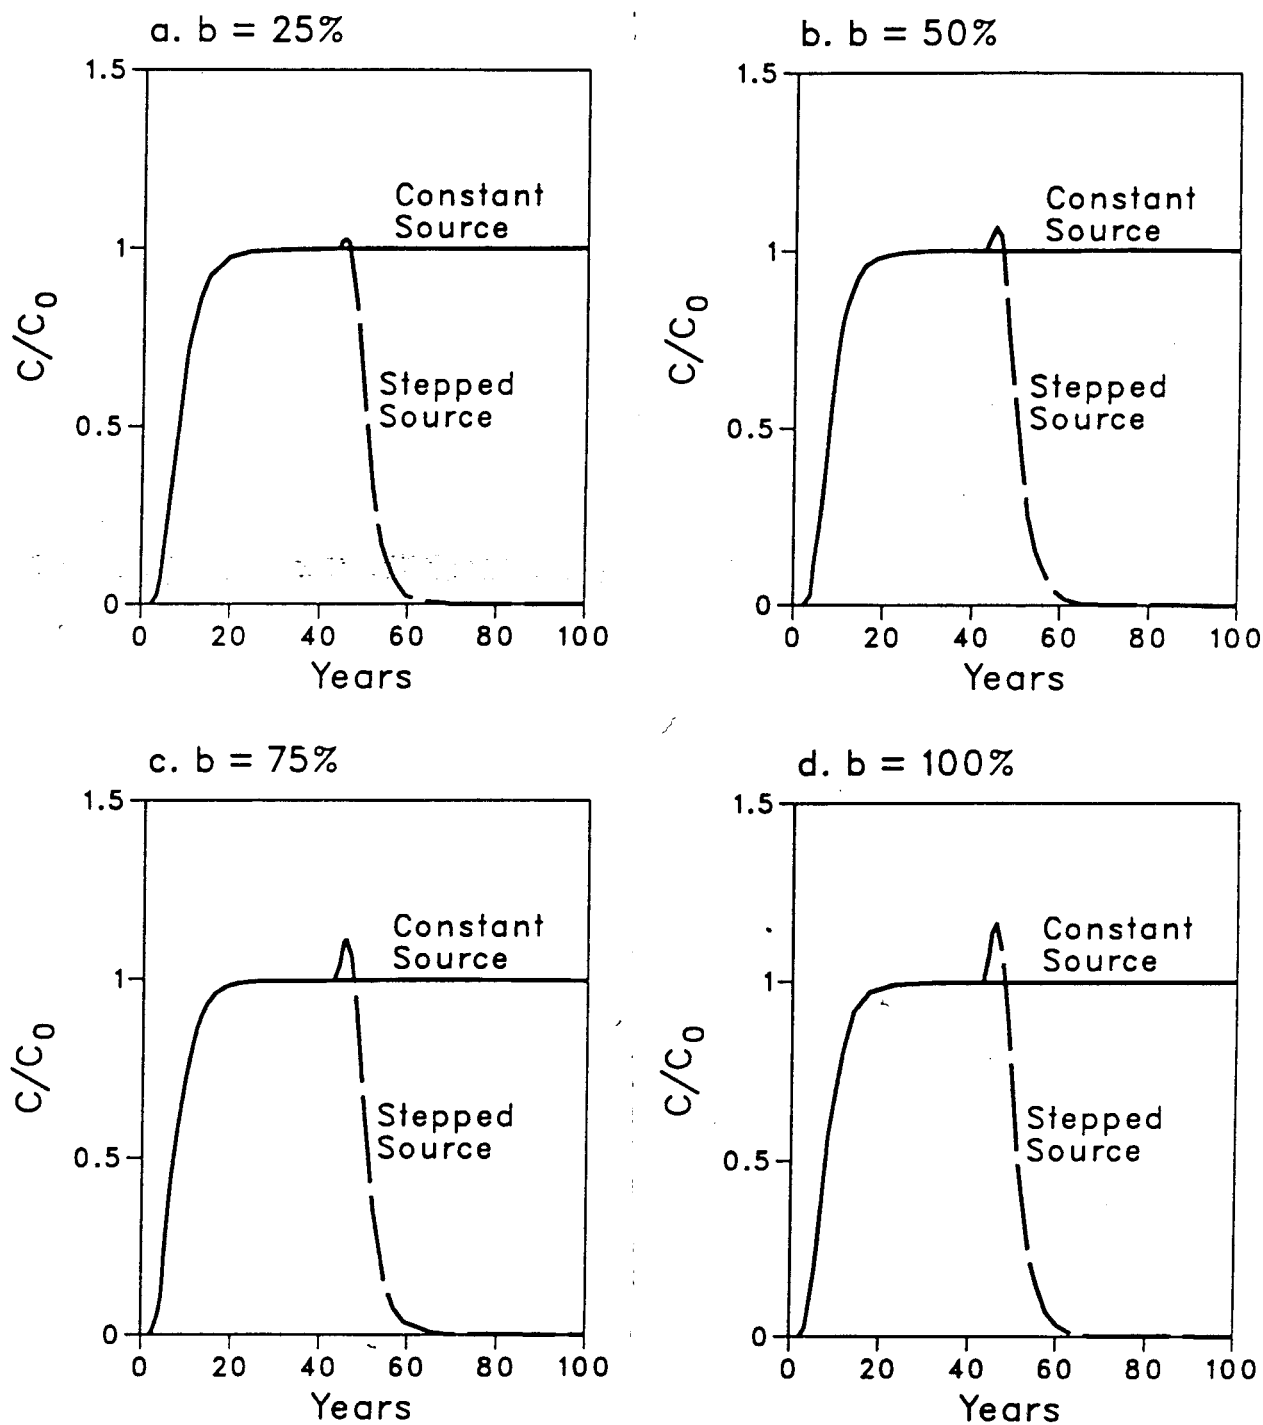 a. b = 25%
1.5
1
0.5
0
C/C0
Constant
Source
Stepped
Source
0 20 40 60 80 100
Years
b. b = 50%
1.5
1
0.5
0
C/C0
Constant
Source
Stepped
Source
0 20 40 60 80 100
Years
c. b = 75%
1.5
1
0.5
0
C/C0
Constant
Source
Stepped
Source
0 20 40 60 80 100
Years
d. b = 100%
1.5
1
0.5
0
C/C0
Constant
Source
Stepped
Source
0 20 40 60 80 100
Years